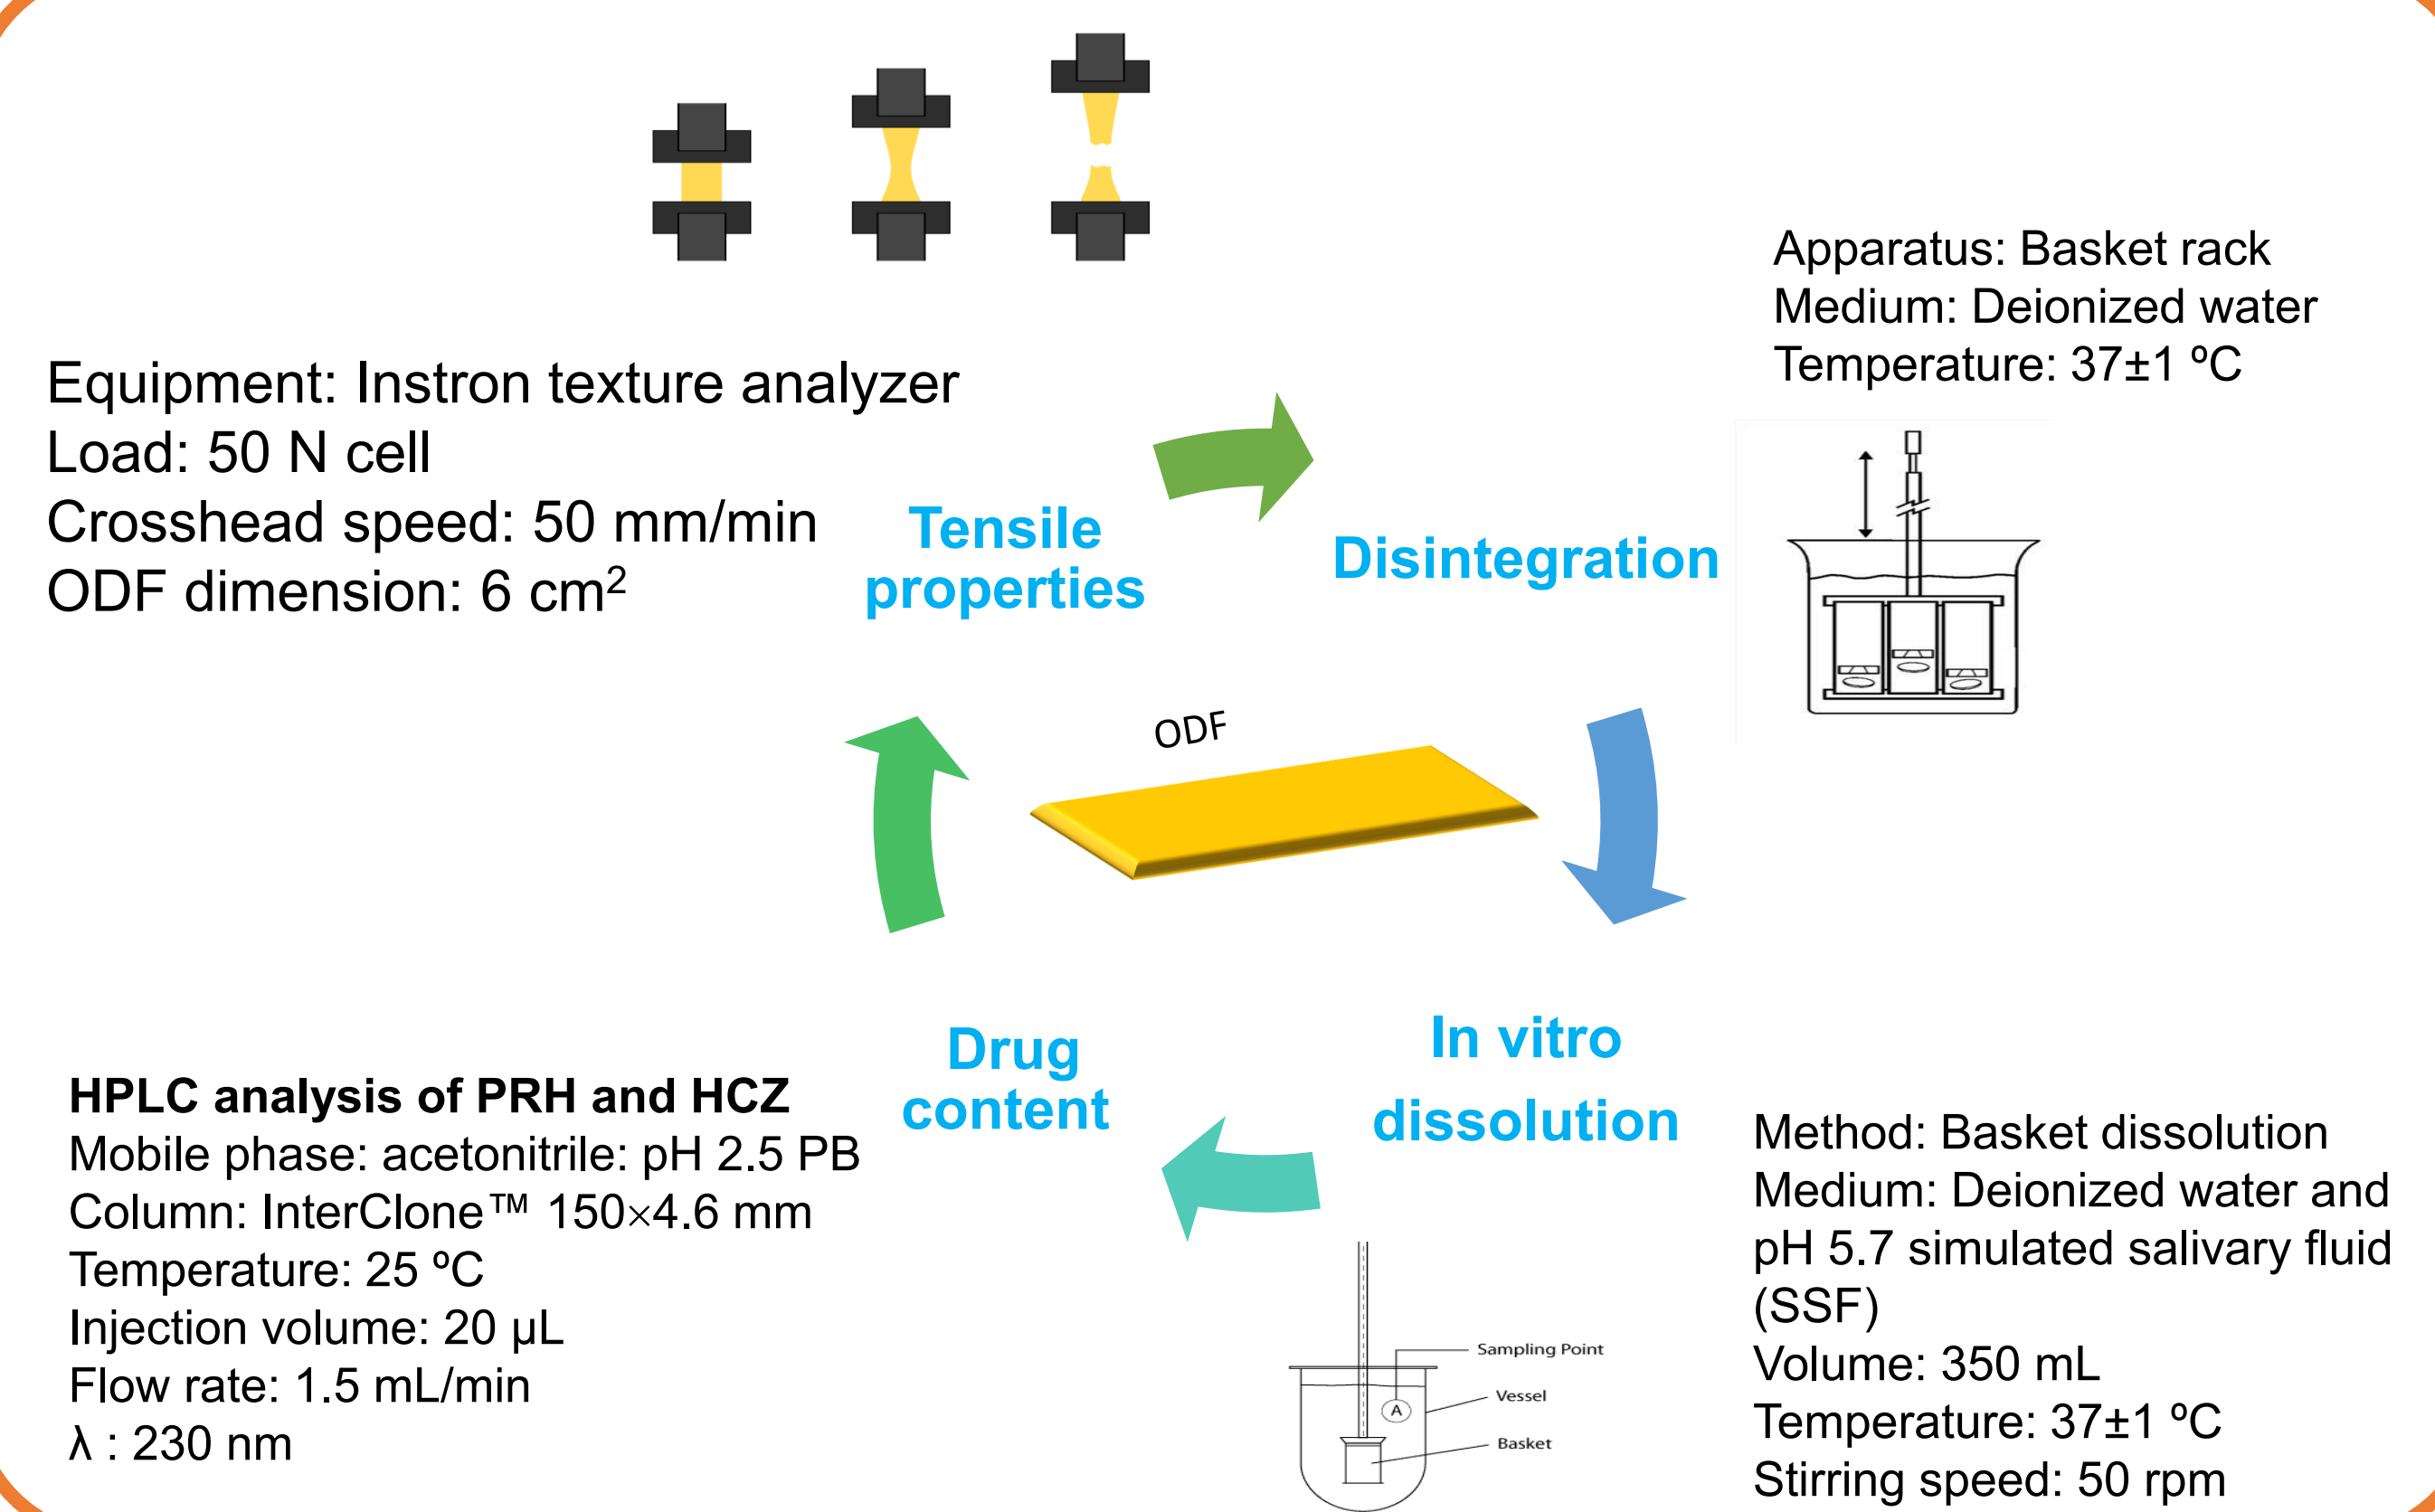 Equipment: Instron texture analyzer
Load: 50 N cell
Crosshead speed: 50 mm/min
ODF dimension: 6 cm²
Tensile
properties
Apparatus: Basket rack
Medium: Deionized water
Temperature: 37±1 ºC
Disintegration
ODF
In vitro
dissolution
Method: Basket dissolution
Medium: Deionized water and
pH 5.7 simulated salivary fluid
(SSF)
Volume: 350 mL
Temperature: 37±1 ºC
Stirring speed: 50 rpm
Sampling Point
Vessel
A
Basket
Drug
content
HPLC analysis of PRH and HCZ
Mobile phase: acetonitrile: pH 2.5 PB
Column: InterClone™ 150×4.6 mm
Temperature: 25 ºC
Injection volume: 20 µL
Flow rate: 1.5 mL/min
λ : 230 nm